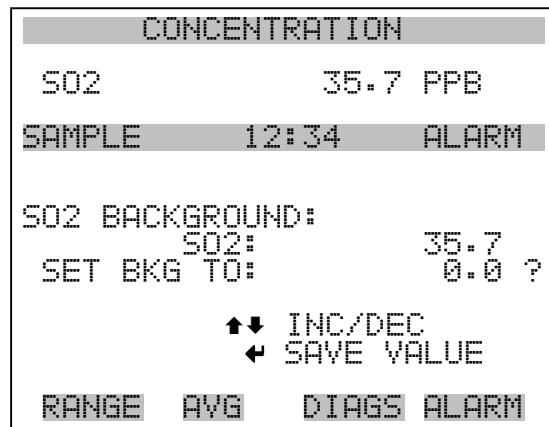 CONCENTRATION
SO2 35.7 PPB
SAMPLE 12:34 ALARM
SO2 BACKGROUND:
SO2: 35.7
SET BKG TO: 0.0 ?
INC/DEC
SAVE VALUE
RANGE AVG DIAGS ALARM